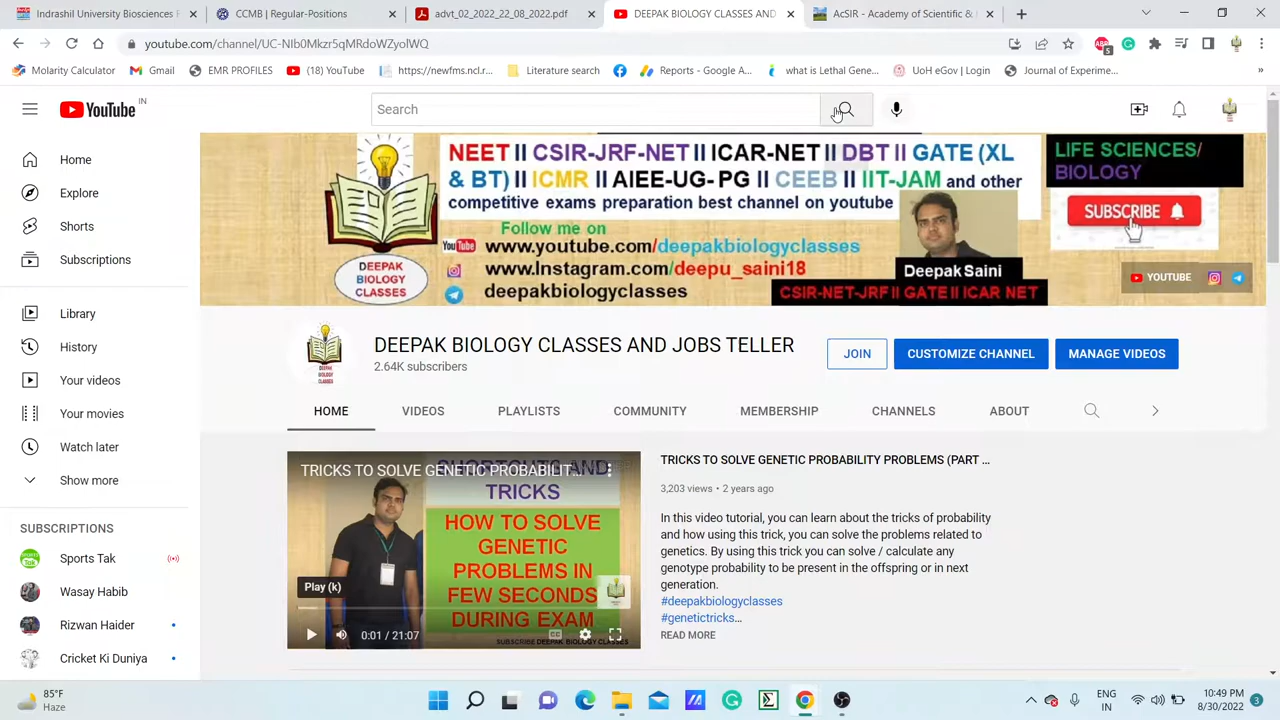 Indrashil University Biosciences F
CCMB | Regular-Positions
advt_02_2022_22_08_2022.pdf
DEEPAK BIOLOGY CLASSES AND
AcSIR - Academy of Scientific &
youtube.com/channel/UC-NIb0Mkzr5qMRdoWZyolWQ
5
Molarity Calculator
Gmail
EMR PROFILES
(18) YouTube
https://newfms.ncl.r...
Literature search
Reports - Google A...
what is Lethal Gene...
UoH eGov | Login
Journal of Experime...
»
YouTube IN
Search
Home
Explore
Shorts
Subscriptions
Library
History
Your videos
Your movies
Watch later
Show more
SUBSCRIPTIONS
Sports Tak
Wasay Habib
Rizwan Haider
Cricket Ki Duniya
NEET II CSIR-JRF-NET II ICAR-NET II DBT II GATE (XL
& BT) II ICMR II AIEE-UG- PG II CEEB II IIT-JAM and other
competitive exams preparation best channel on youtube
Follow me on
YouTube www.youtube.com/deepakbiologyclasses
www.Instagram.com/deepu_saini18
deepakbiologyclasses
DEEPAK
BIOLOGY
CLASSES
Deepak Saini
CSIR-NET-JRF II GATE II ICAR NET
LIFE SCIENCES/
BIOLOGY
SUBSCRIBE
YOUTUBE
DEEPAK BIOLOGY CLASSES AND JOBS TELLER
2.64K subscribers
DEEPAK
BIOLOGY
CLASSES
JOIN
CUSTOMIZE CHANNEL
MANAGE VIDEOS
HOME
VIDEOS
PLAYLISTS
COMMUNITY
MEMBERSHIP
CHANNELS
ABOUT
TRICKS TO SOLVE GENETIC PROBABILIT...
SHORTCUTS AND
TRICKS
HOW TO SOLVE
GENETIC
PROBLEMS IN
FEW SECONDS
DURING EXAM
SUBSCRIBE DEEPAK BIOLOGY CLASSES
Play (k)
0:01 / 21:07
TRICKS TO SOLVE GENETIC PROBABILITY PROBLEMS (PART ...
3,203 views • 2 years ago
In this video tutorial, you can learn about the tricks of probability
and how using this trick, you can solve the problems related to
genetics. By using this trick you can solve / calculate any
genotype probability to be present in the offspring or in next
generation.
#deepakbiologyclasses
#genetictricks...
READ MORE
85°F
Haze
ENG
IN
10:49 PM
8/30/2022
3